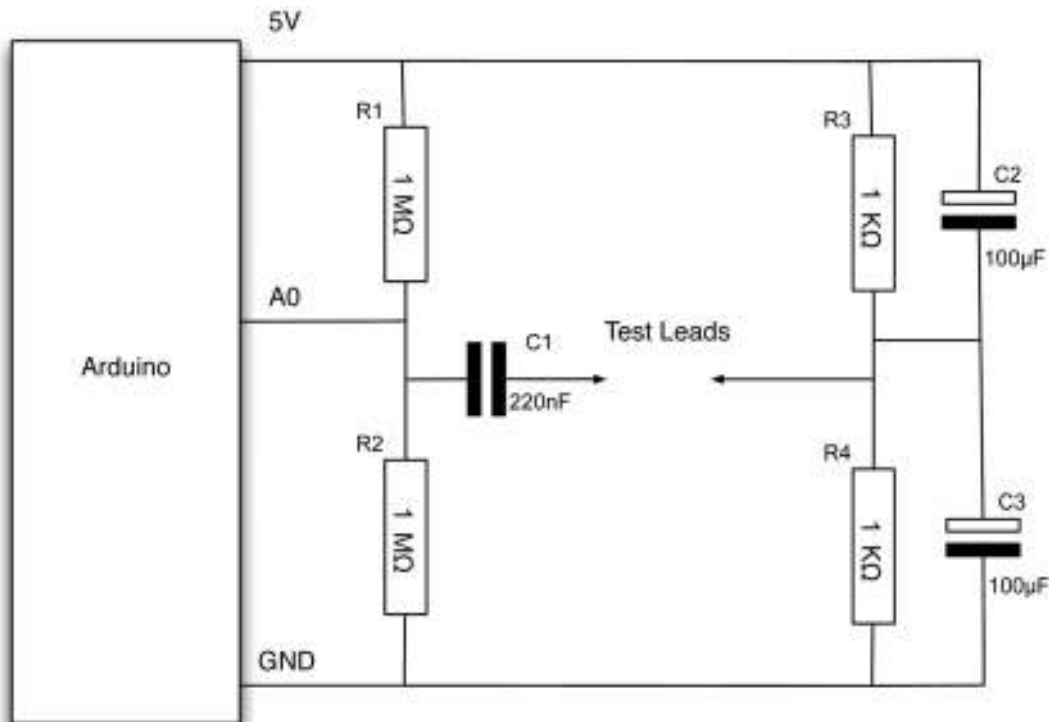 5V
R1
1 MΩ
R3
1 KΩ
C2
100µF
A0
Arduino
C1
220nF
Test Leads
R2
1 MΩ
R4
1 KΩ
C3
100µF
GND